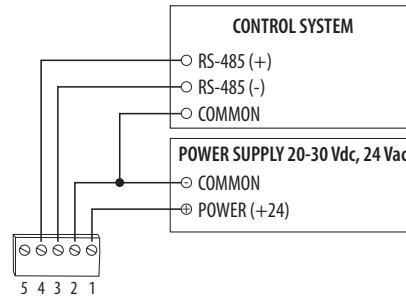 CONTROL SYSTEM
RS-485 (+)
RS-485 (-)
COMMON
POWER SUPPLY 20-30 Vdc, 24 Vac
COMMON
POWER (+24)
5 4 3 2 1